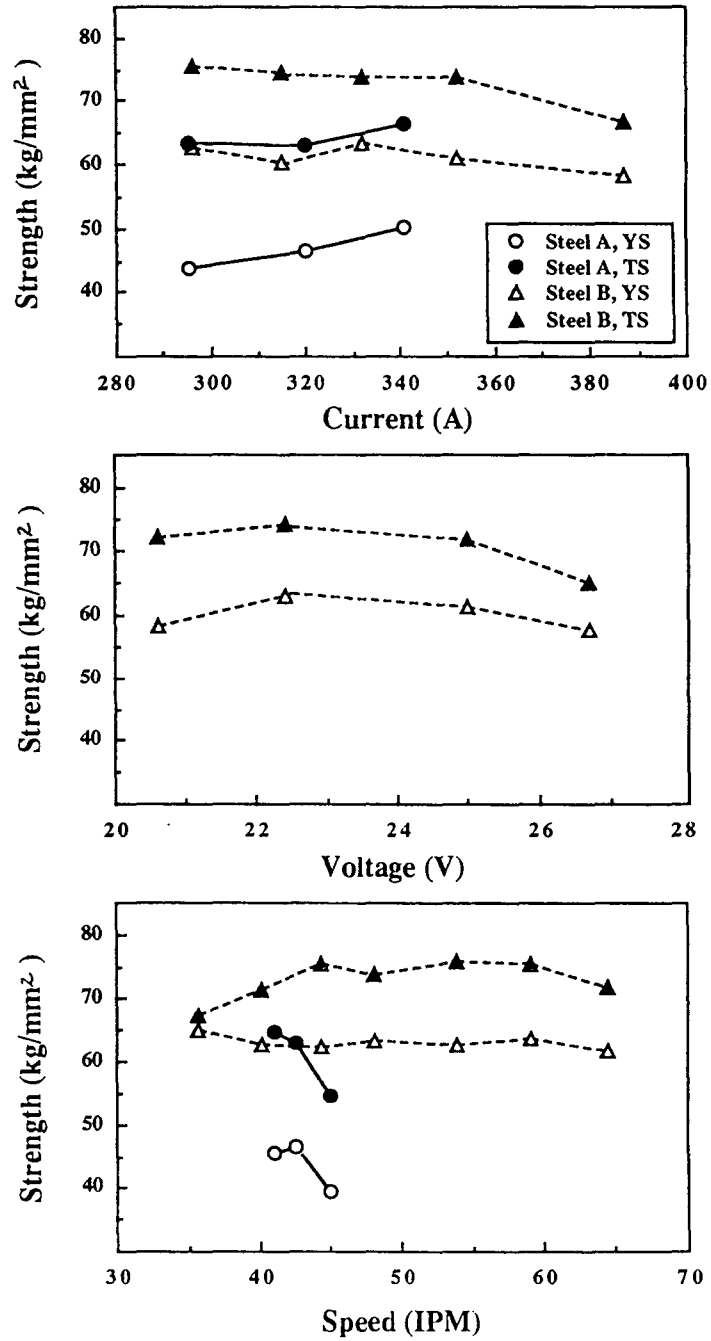 80
70
60
50
40
Strength (kg/mm²)
Steel A, YS
Steel A, TS
Steel B, YS
Steel B, TS
280 300 320 340 360 380 400
Current (A)
80
70
60
50
40
Strength (kg/mm²)
20 22 24 26 28
Voltage (V)
80
70
60
50
40
Strength (kg/mm²)
30 40 50 60 70
Speed (IPM)